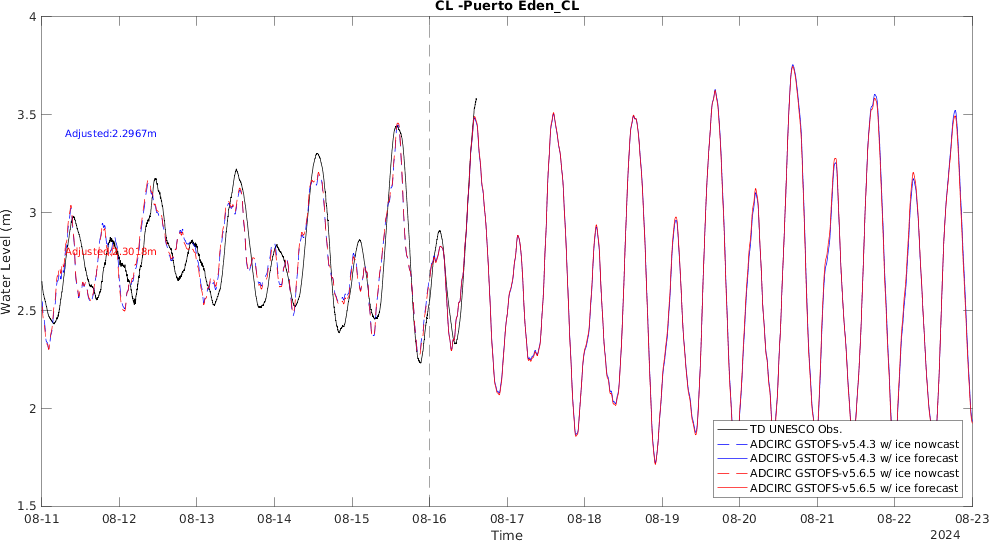 CL -Puerto Eden_CL
4
3.5
3
2.5
2
1.5
Water Level (m)
Adjusted:2.2967m
Adjusted:2.3018m
TD UNESCO Obs.
ADCIRC GSTOFS-v5.4.3 w/ ice nowcast
ADCIRC GSTOFS-v5.4.3 w/ ice forecast
ADCIRC GSTOFS-v5.6.5 w/ ice nowcast
ADCIRC GSTOFS-v5.6.5 w/ ice forecast
08-11 08-12 08-13 08-14 08-15 08-16 08-17 08-18 08-19 08-20 08-21 08-22 08-23
Time
2024